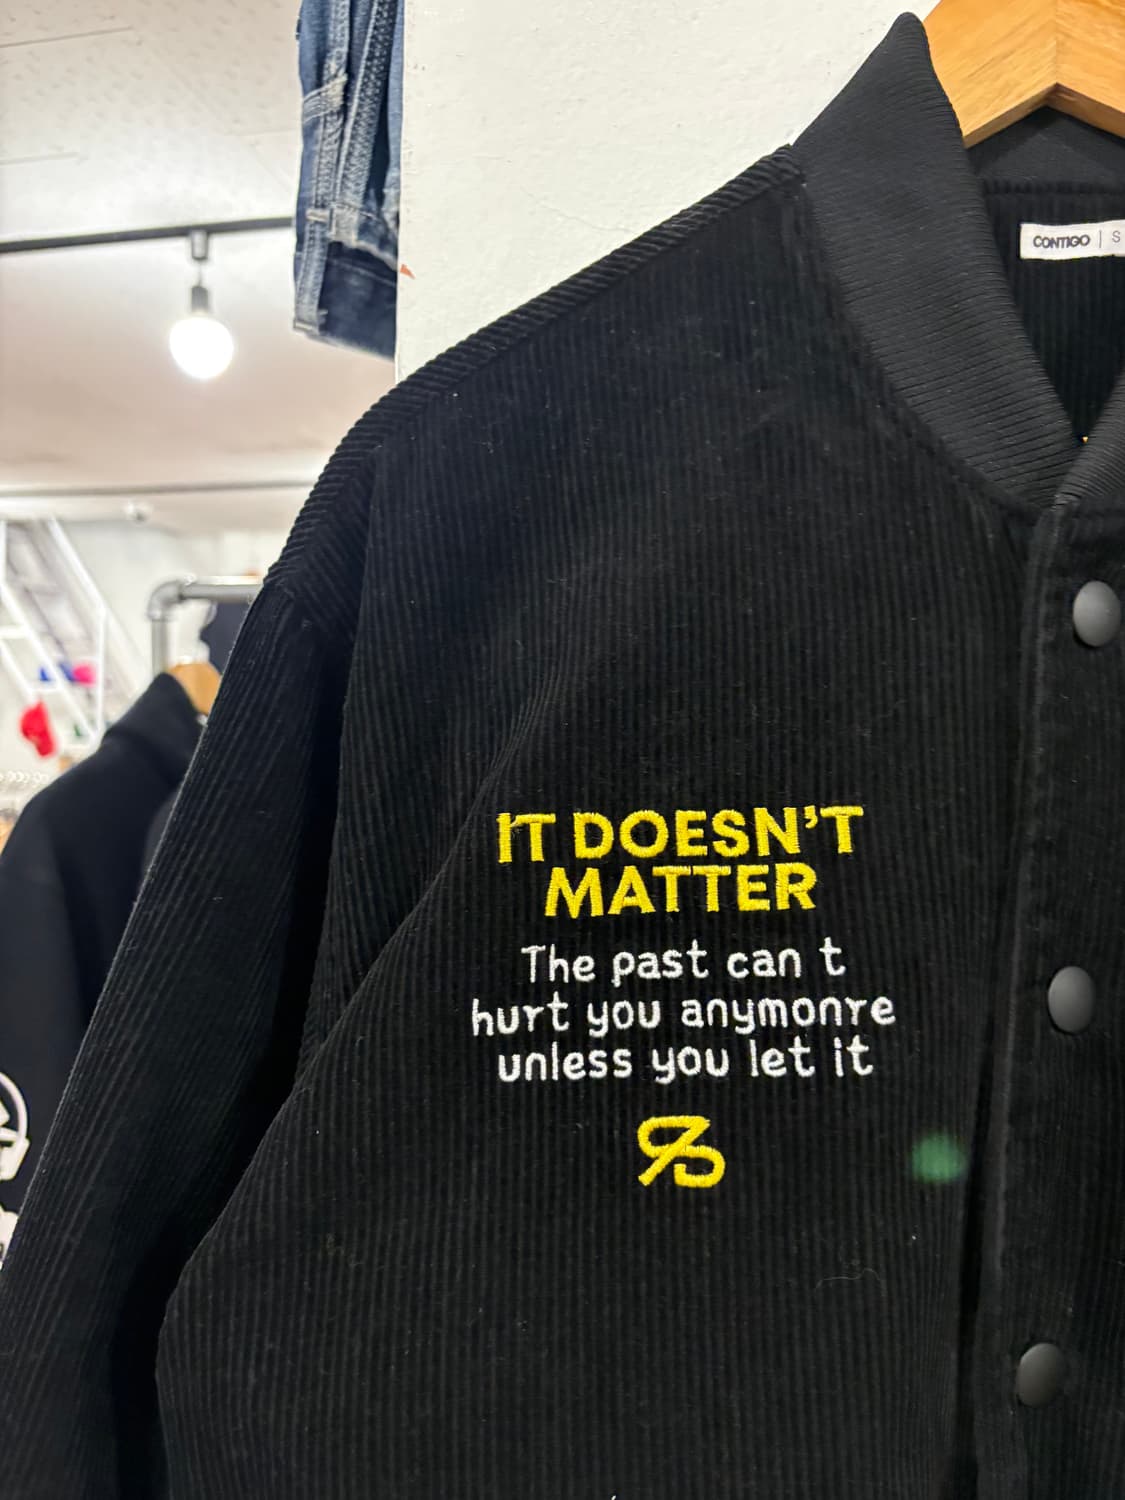 CONTIGO | S
IT DOESN'T
MATTER
The past can t
hurt you anymonre
unless you let it